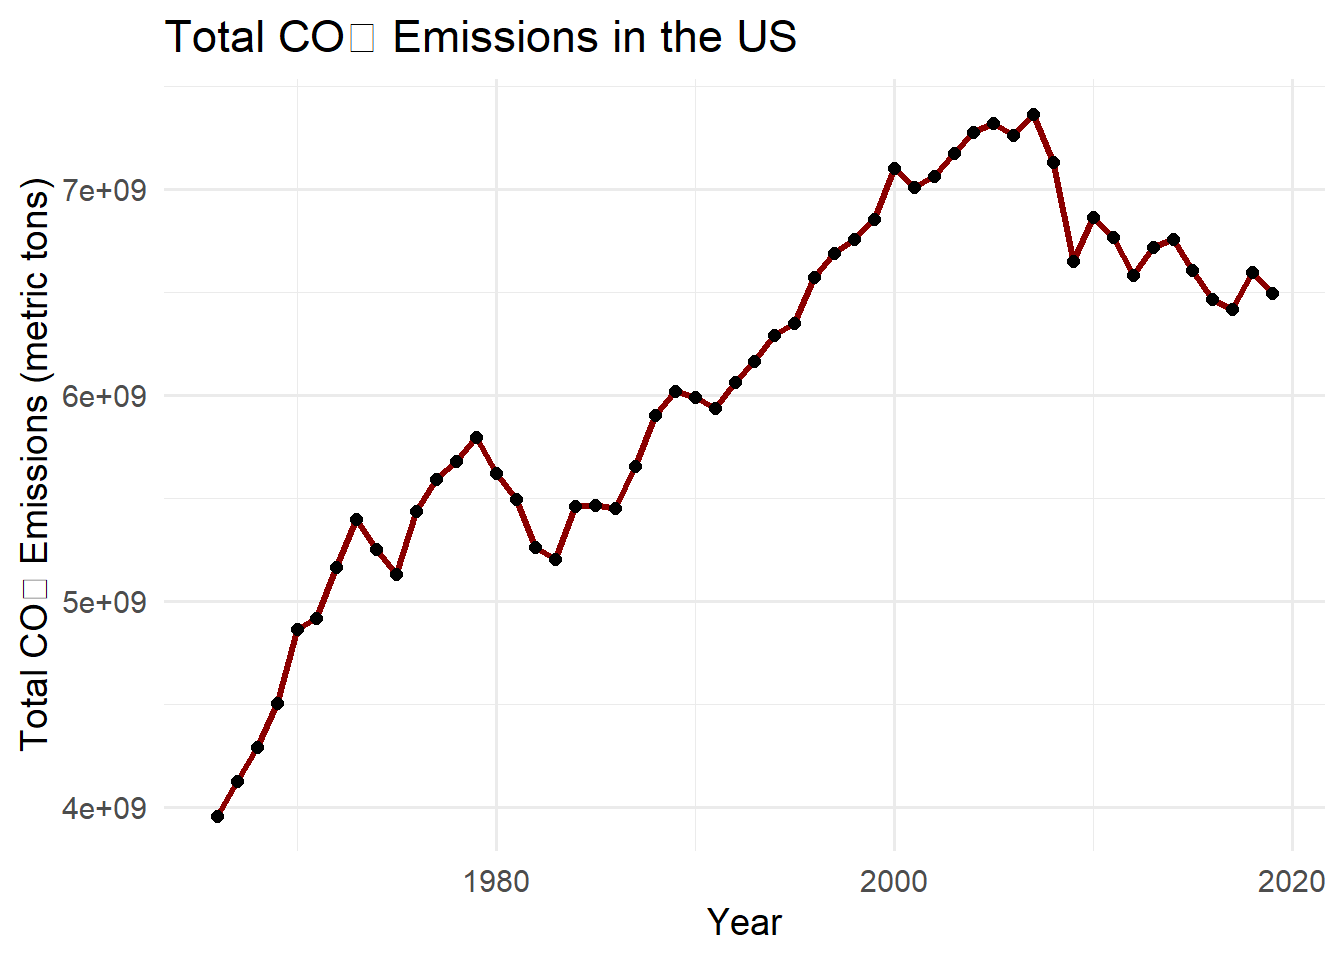 Total CO□ Emissions in the US
Total CO□ Emissions (metric tons)
7e+09
6e+09
5e+09
4e+09
1980
2000
2020
Year